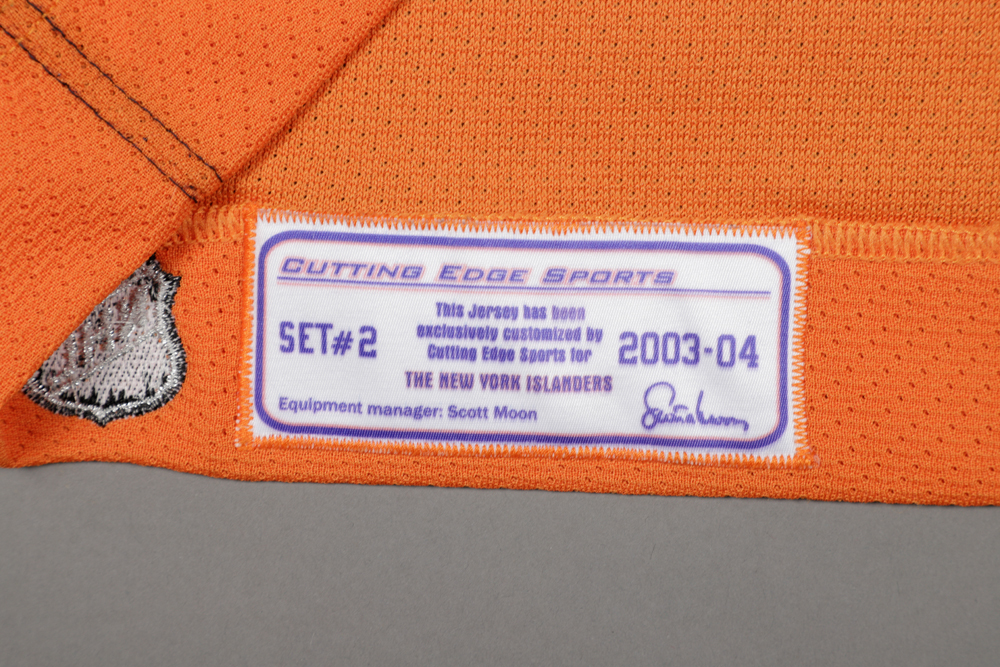 CUTTING EDGE SPORTS
This Jersey has been
exclusively customized by
Cutting Edge Sports for
SET#2
2003-04
THE NEW YORK ISLANDERS
Equipment manager: Scott Moon